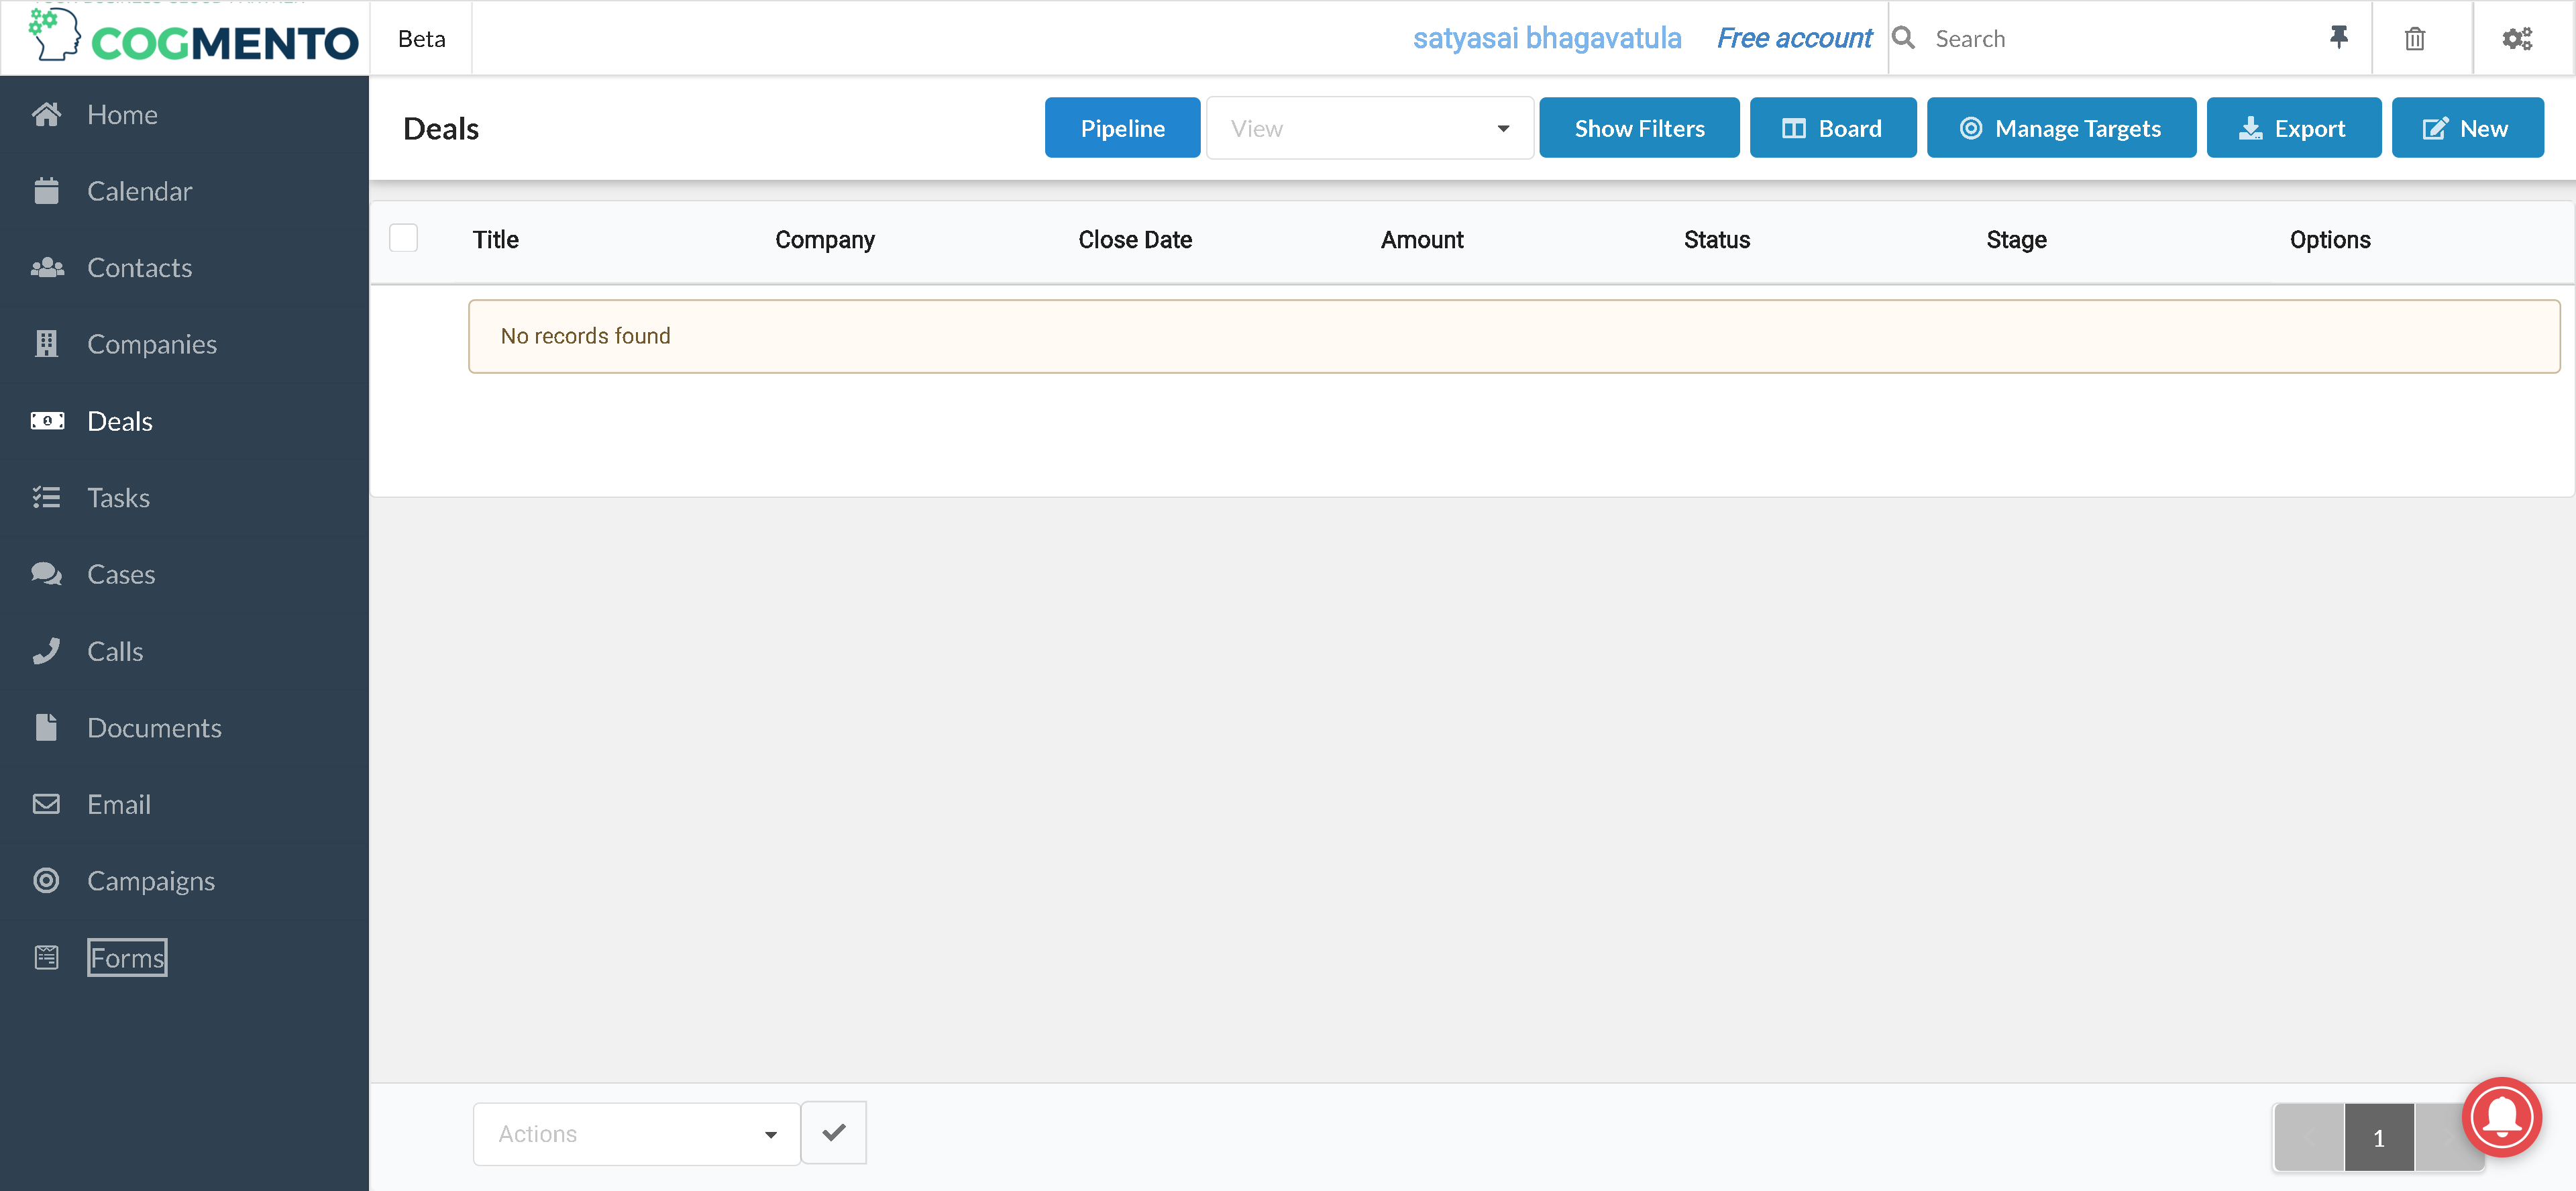 COGMENTO
Beta
satyasai bhagavatula
Free account
Search
Home
Calendar
Contacts
Companies
Deals
Tasks
Cases
Calls
Documents
Email
Campaigns
Forms
Deals
Pipeline
View
Show Filters
Board
Manage Targets
Export
New
Title Company Close Date Amount Status Stage Options
No records found
Actions
1